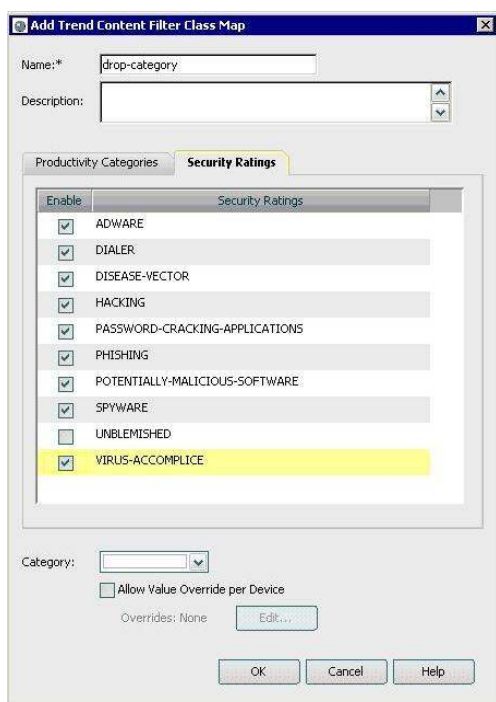 Add Trend Content Filter Class Map
Name:* drop-category
Description:
Productivity Categories Security Ratings
Enable Security Ratings
ADWARE
DIALER
DISEASE-VECTOR
HACKING
PASSWORD-CRACKING-APPLICATIONS
PHISHING
POTENTIALLY-MALICIOUS-SOFTWARE
SPYWARE
UNBLEMISHED
VIRUS-ACCOMPLICE
Category:
Allow Value Override per Device
Overrides: None Edit...
OK Cancel Help